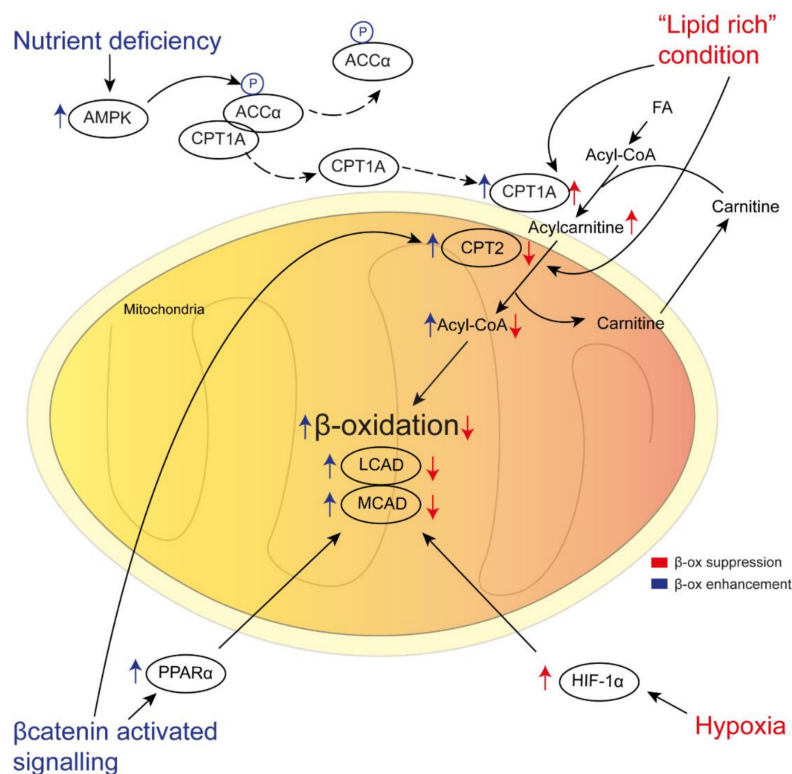 Nutrient deficiency
"Lipid rich"
condition
P
ACCα
P
ACCα
AMPK
CPT1A
FA
Acyl-CoA
CPT1A
CPT1A
Carnitine
Acylcarnitine
CPT2
Mitochondria
Acyl-CoA
Carnitine
β-oxidation
LCAD
MCAD
β-ox suppression
β-ox enhancement
PPARα
HIF-1α
βcatenin activated
signalling
Hypoxia